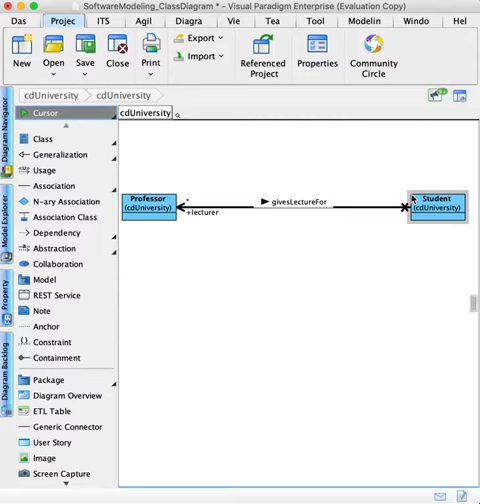 SoftwareModeling_ClassDiagram * - Visual Paradigm Enterprise (Evaluation Copy)
Das Projec ITS Agil Diagra View Tea Tool Modelin Windo Hel
New Open Save Close Print Export Import Referenced Project Properties Community Circle
cdUniversity cdUniversity
Cursor
cdUniversity
Class
Generalization
Usage
Association
N-ary Association
Association Class
Dependency
Abstraction
Collaboration
Model
REST Service
Note
Anchor
Constraint
Containment
Package
Diagram Overview
ETL Table
Generic Connector
User Story
Image
Screen Capture
Diagram Navigator
Model Explorer
Property
Diagram Backlog
Professor
(cdUniversity)
*
+lecturer
givesLectureFor
Student
(cdUniversity)